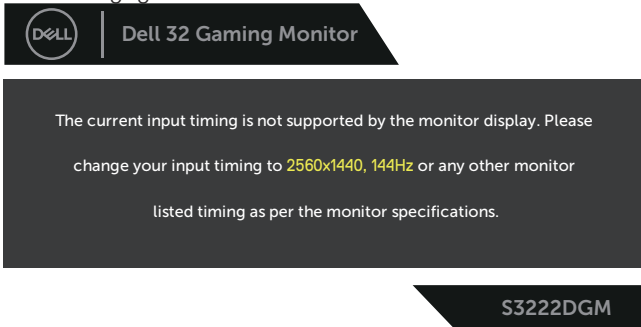 DELL
Dell 32 Gaming Monitor
The current input timing is not supported by the monitor display. Please
change your input timing to 2560x1440, 144Hz or any other monitor
listed timing as per the monitor specifications.
S3222DGM